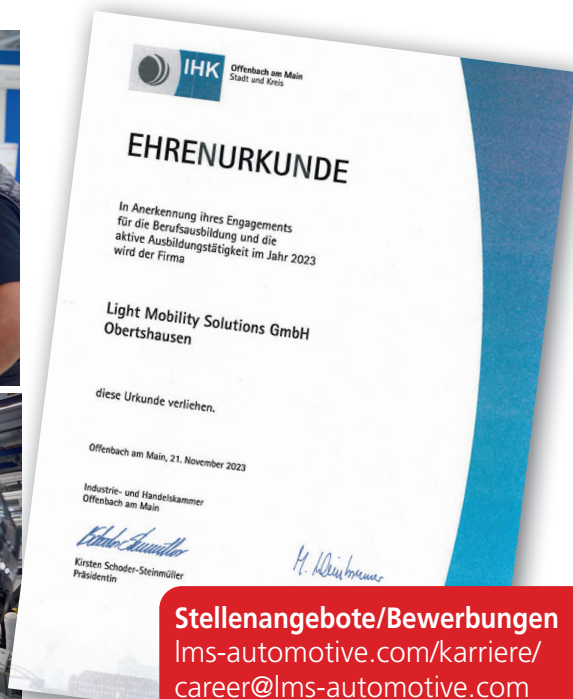 IHK
Offenbach am Main
Stadt und Kreis
EHRENURKUNDE
In Anerkennung ihres Engagements
für die Berufsausbildung und die
aktive Ausbildungstätigkeit im Jahr 2023
wird der Firma
Light Mobility Solutions GmbH
Obertshausen
diese Urkunde verliehen.
Offenbach am Main, 21. November 2023
Industrie- und Handelskammer
Offenbach am Main
Kirsten Schoder-Steinmüller
Präsidentin
Stellenangebote/Bewerbungen
lms-automotive.com/karriere/
career@lms-automotive.com